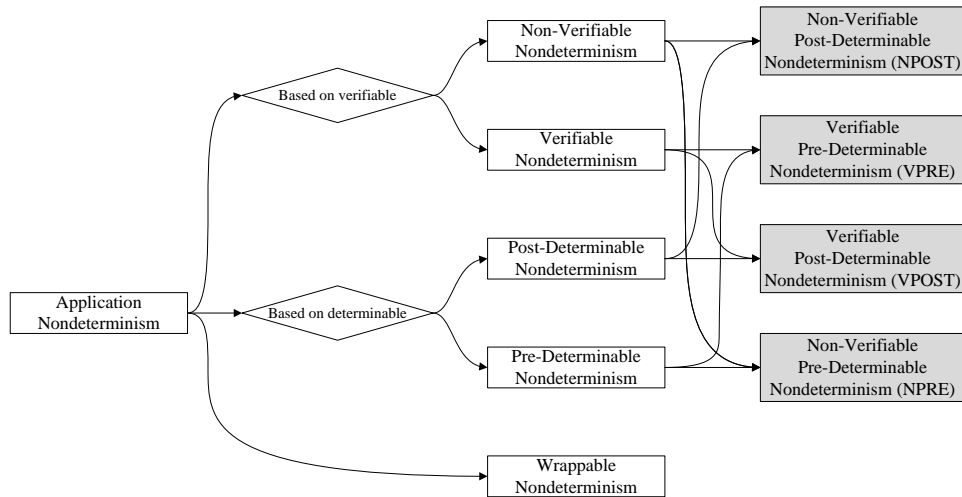 Application
Nondeterminism
Based on verifiable
Based on determinable
Non-Verifiable
Nondeterminism
Verifiable
Nondeterminism
Post-Determinable
Nondeterminism
Pre-Determinable
Nondeterminism
Wrappable
Nondeterminism
Non-Verifiable
Post-Determinable
Nondeterminism (NPOST)
Verifiable
Pre-Determinable
Nondeterminism (VPRE)
Verifiable
Post-Determinable
Nondeterminism (VPOST)
Non-Verifiable
Pre-Determinable
Nondeterminism (NPRE)